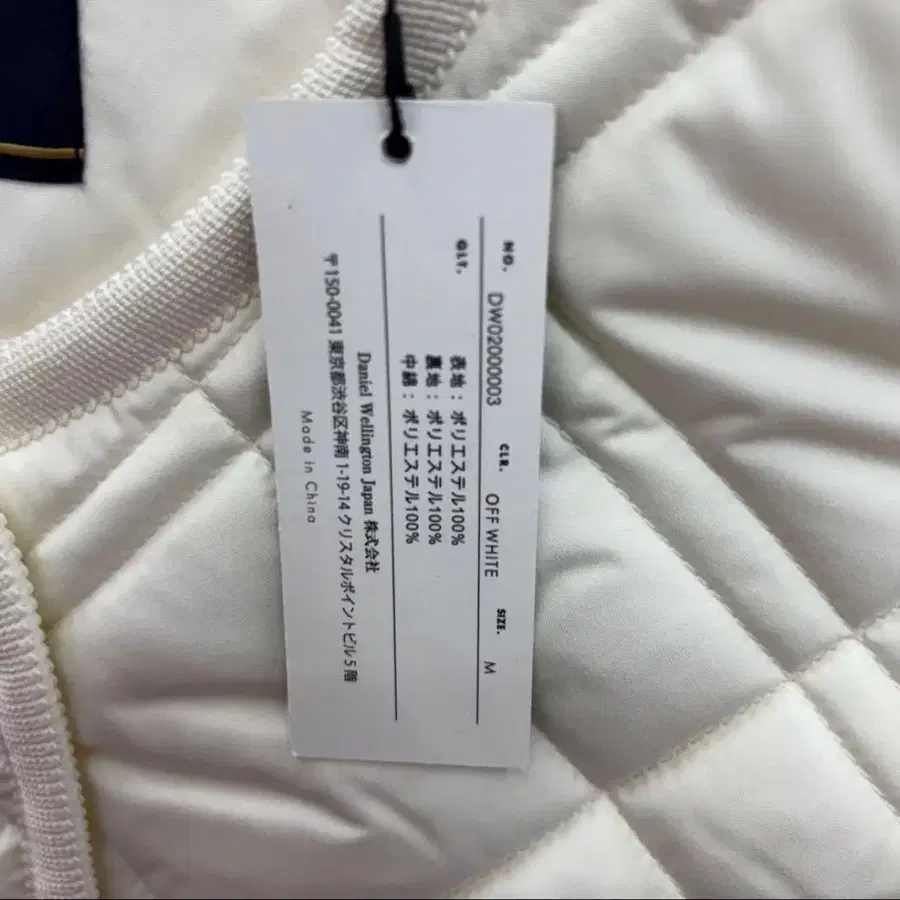 NO. DW02000003 CLR. OFF WHITE SIZE. M
QLT. 表地：ポリエステル100%
裏地：ポリエステル100%
中綿：ポリエステル100%
Daniel Wellington Japan 株式会社
〒150-0041 東京都渋谷区神南 1-19-14 クリスタルポイントビル 5 階
Made in China